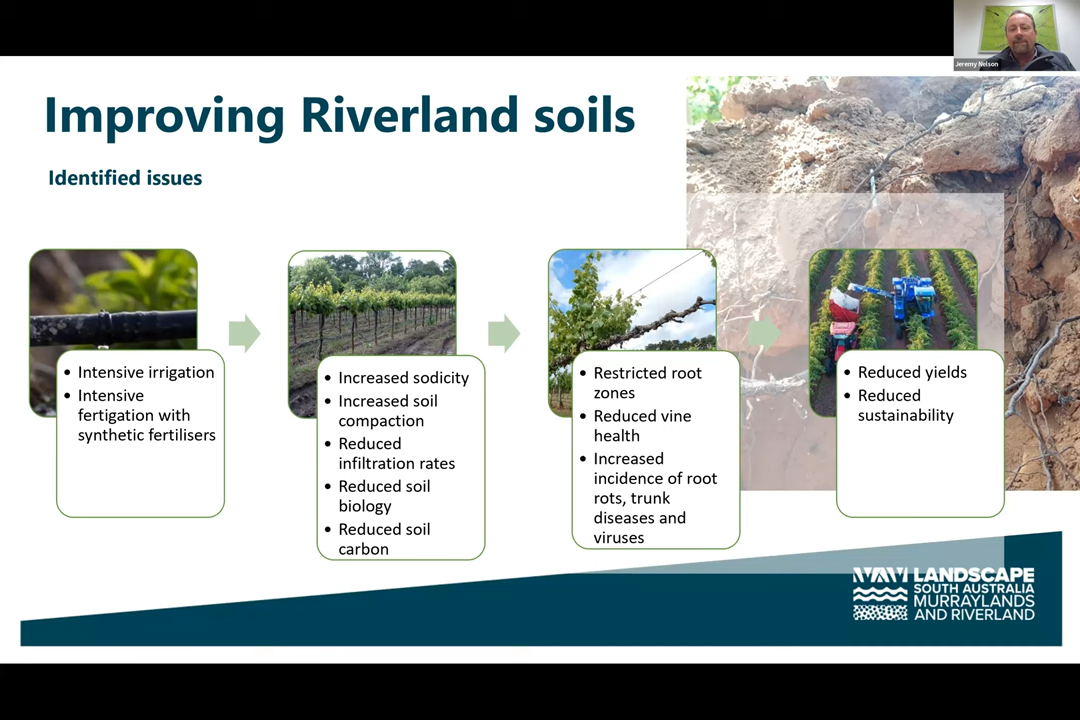 Jeremy Nelson
Improving Riverland soils
Identified issues
• Intensive irrigation
• Intensive
fertigation with
synthetic fertilisers
• Increased sodicity
• Increased soil
compaction
• Reduced
infiltration rates
• Reduced soil
biology
• Reduced soil
carbon
• Restricted root
zones
• Reduced vine
health
• Increased
incidence of root
rots, trunk
diseases and
viruses
• Reduced yields
• Reduced
sustainability
LANDSCAPE
SOUTH AUSTRALIA
MURRAYLANDS
AND RIVERLAND